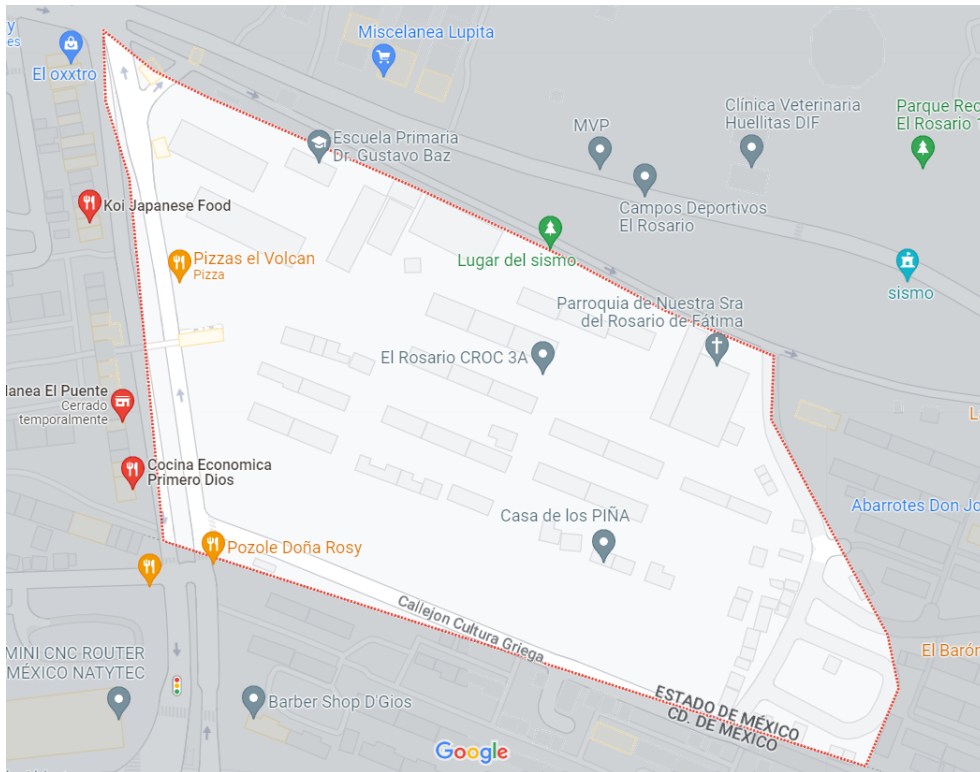 y
es
El oxxtro
Miscelanea Lupita
Escuela Primaria
Dr. Gustavo Baz
MVP
Clínica Veterinaria
Huellitas DIF
Parque Rec
El Rosario 1
Koi Japanese Food
Campos Deportivos
El Rosario
Pizzas el Volcan
Pizza
Lugar del sismo
sismo
Parroquia de Nuestra Sra
del Rosario de Fátima
El Rosario CROC 3A
lanea El Puente
Cerrado
temporalmente
L
Cocina Economica
Primero Dios
Abarrotes Don Jo
Casa de los PIÑA
Pozole Doña Rosy
Callejon Cultura Griega
MINI CNC ROUTER
MÉXICO NATYTEC
El Baró
Barber Shop D'Gios
ESTADO DE MÉXICO
CD. DE MÉXICO
Google